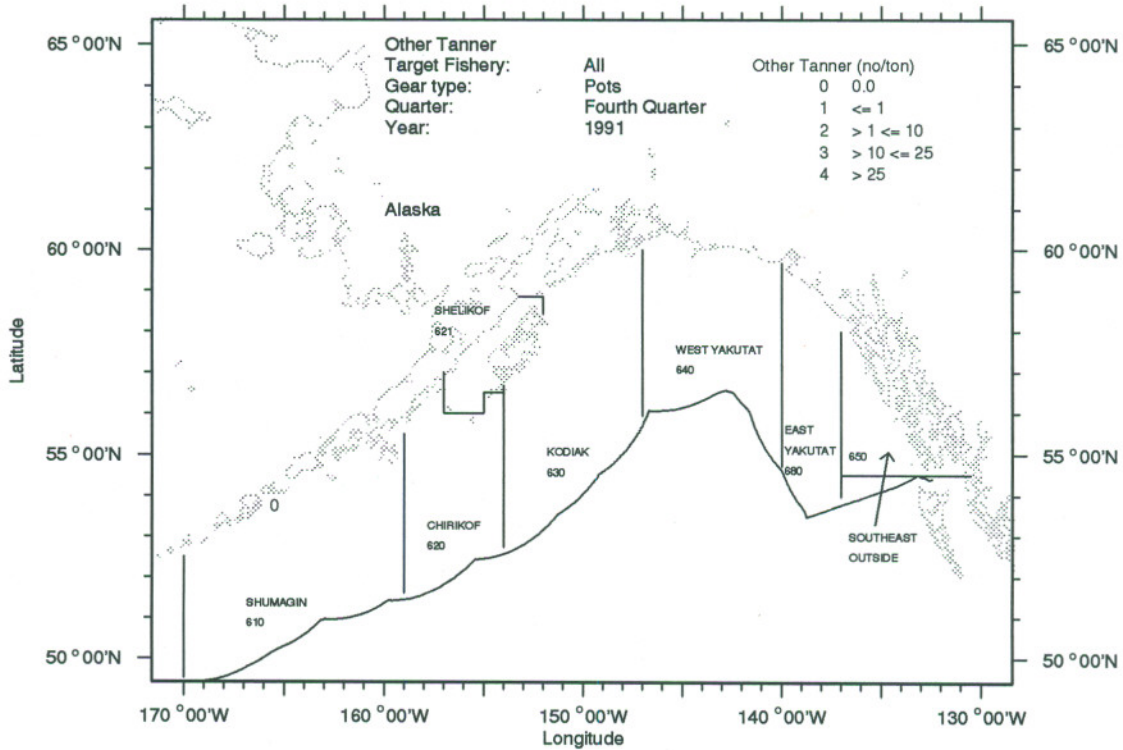 65°00'N
65°00'N
Other Tanner
Target Fishery: All
Gear type: Pots
Quarter: Fourth Quarter
Year: 1991
Other Tanner (no/ton)
0 0.0
1 <= 1
2 > 1 <= 10
3 > 10 <= 25
4 > 25
Alaska
60°00'N
60°00'N
SHELIKOF
621
WEST YAKUTAT
640
Latitude
55°00'N
55°00'N
EAST
YAKUTAT
680
650
KODIAK
630
0
CHIRIKOF
620
SOUTHEAST
OUTSIDE
SHUMAGIN
610
50°00'N
50°00'N
170°00'W
160°00'W
150°00'W
140°00'W
130°00'W
Longitude